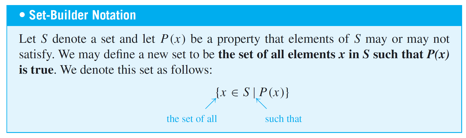 • Set-Builder Notation
Let S denote a set and let P(x) be a property that elements of S may or may not
satisfy. We may define a new set to be the set of all elements x in S such that P(x)
is true. We denote this set as follows:
{x ∈ S | P(x)}
the set of all such that